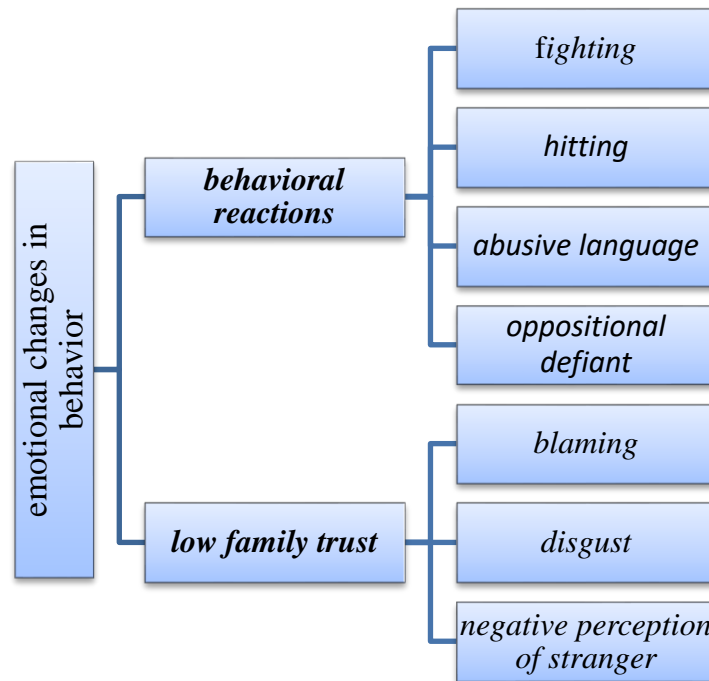 emotional changes in
behavior
behavioral
reactions
fighting
hitting
abusive language
oppositional
defiant
low family trust
blaming
disgust
negative perception
of stranger